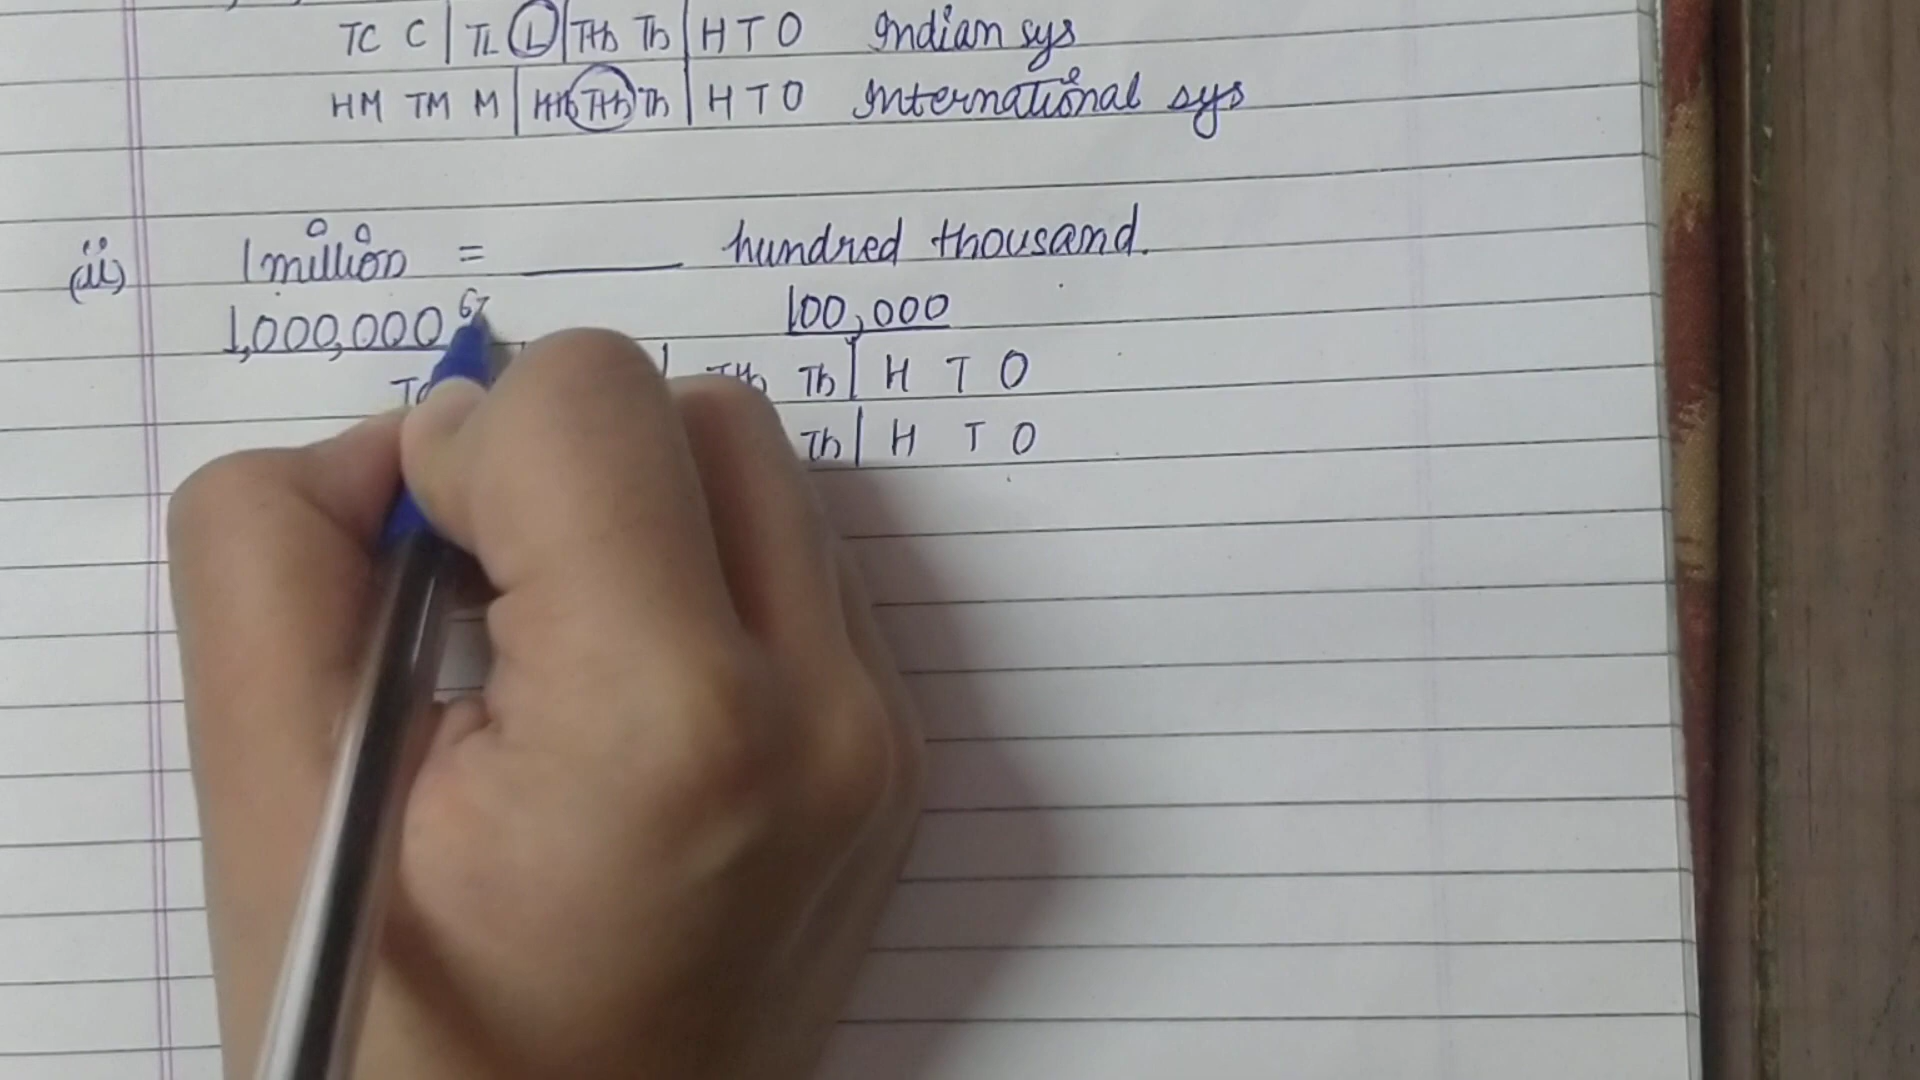 TC C | TL L | TTh Th | H T O Indian sys
HM TM M | HTh TTh Th | H T O International sys
(ii) 1 million = ______ hundred thousand.
1,000,000 6z 100,000
Th | H T O
Th | H T O